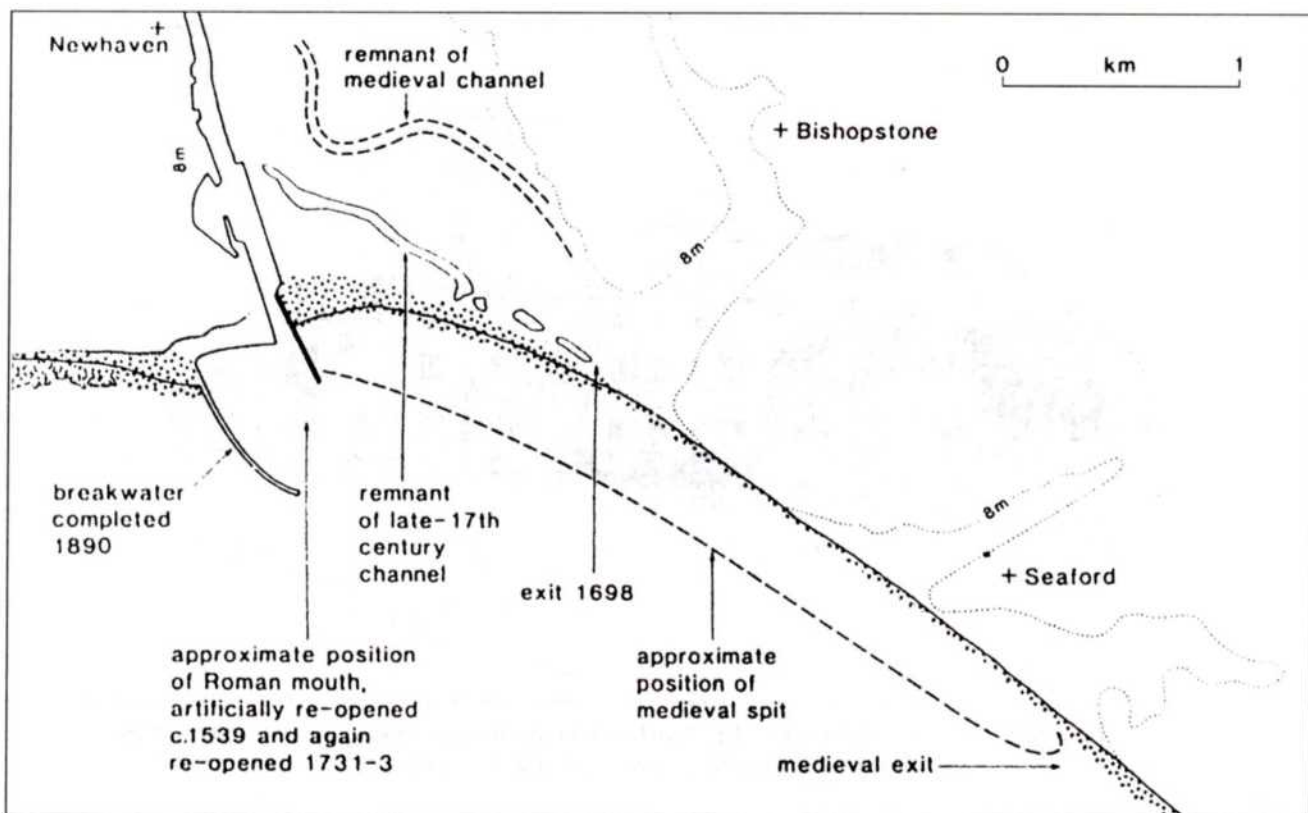 Newhaven
remnant of
medieval channel
0 km 1
Bishopstone
8m
8m
8m
Seaford
breakwater
completed
1890
remnant
of late-17th
century
channel
exit 1698
approximate position
of Roman mouth,
artificially re-opened
c.1539 and again
re-opened 1731-3
approximate
position of
medieval spit
medieval exit